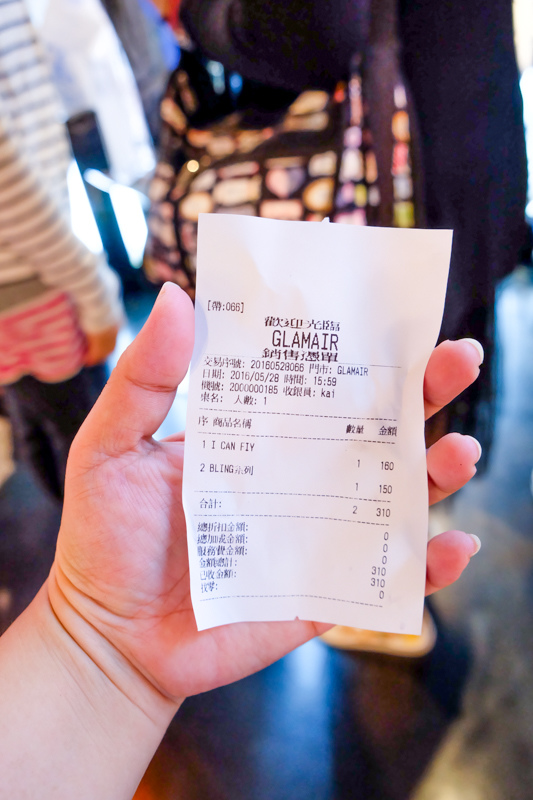 [帶:066]
歡迎光臨
GLAMAIR
銷售憑單
交易序號: 20160528066 門市: GLAMAIR
日期: 2016/05/28 時間: 15:59
機號: 2000000185 收銀員: kai
桌名: 人數: 1
序 商品名稱 數量 金額
1 I CAN FIY
1 160
2 BLING系列
1 150
合計: 2 310
總折扣金額: 0
總加成金額: 0
服務費金額: 0
金額總計: 310
已收金額: 310
找零: 0